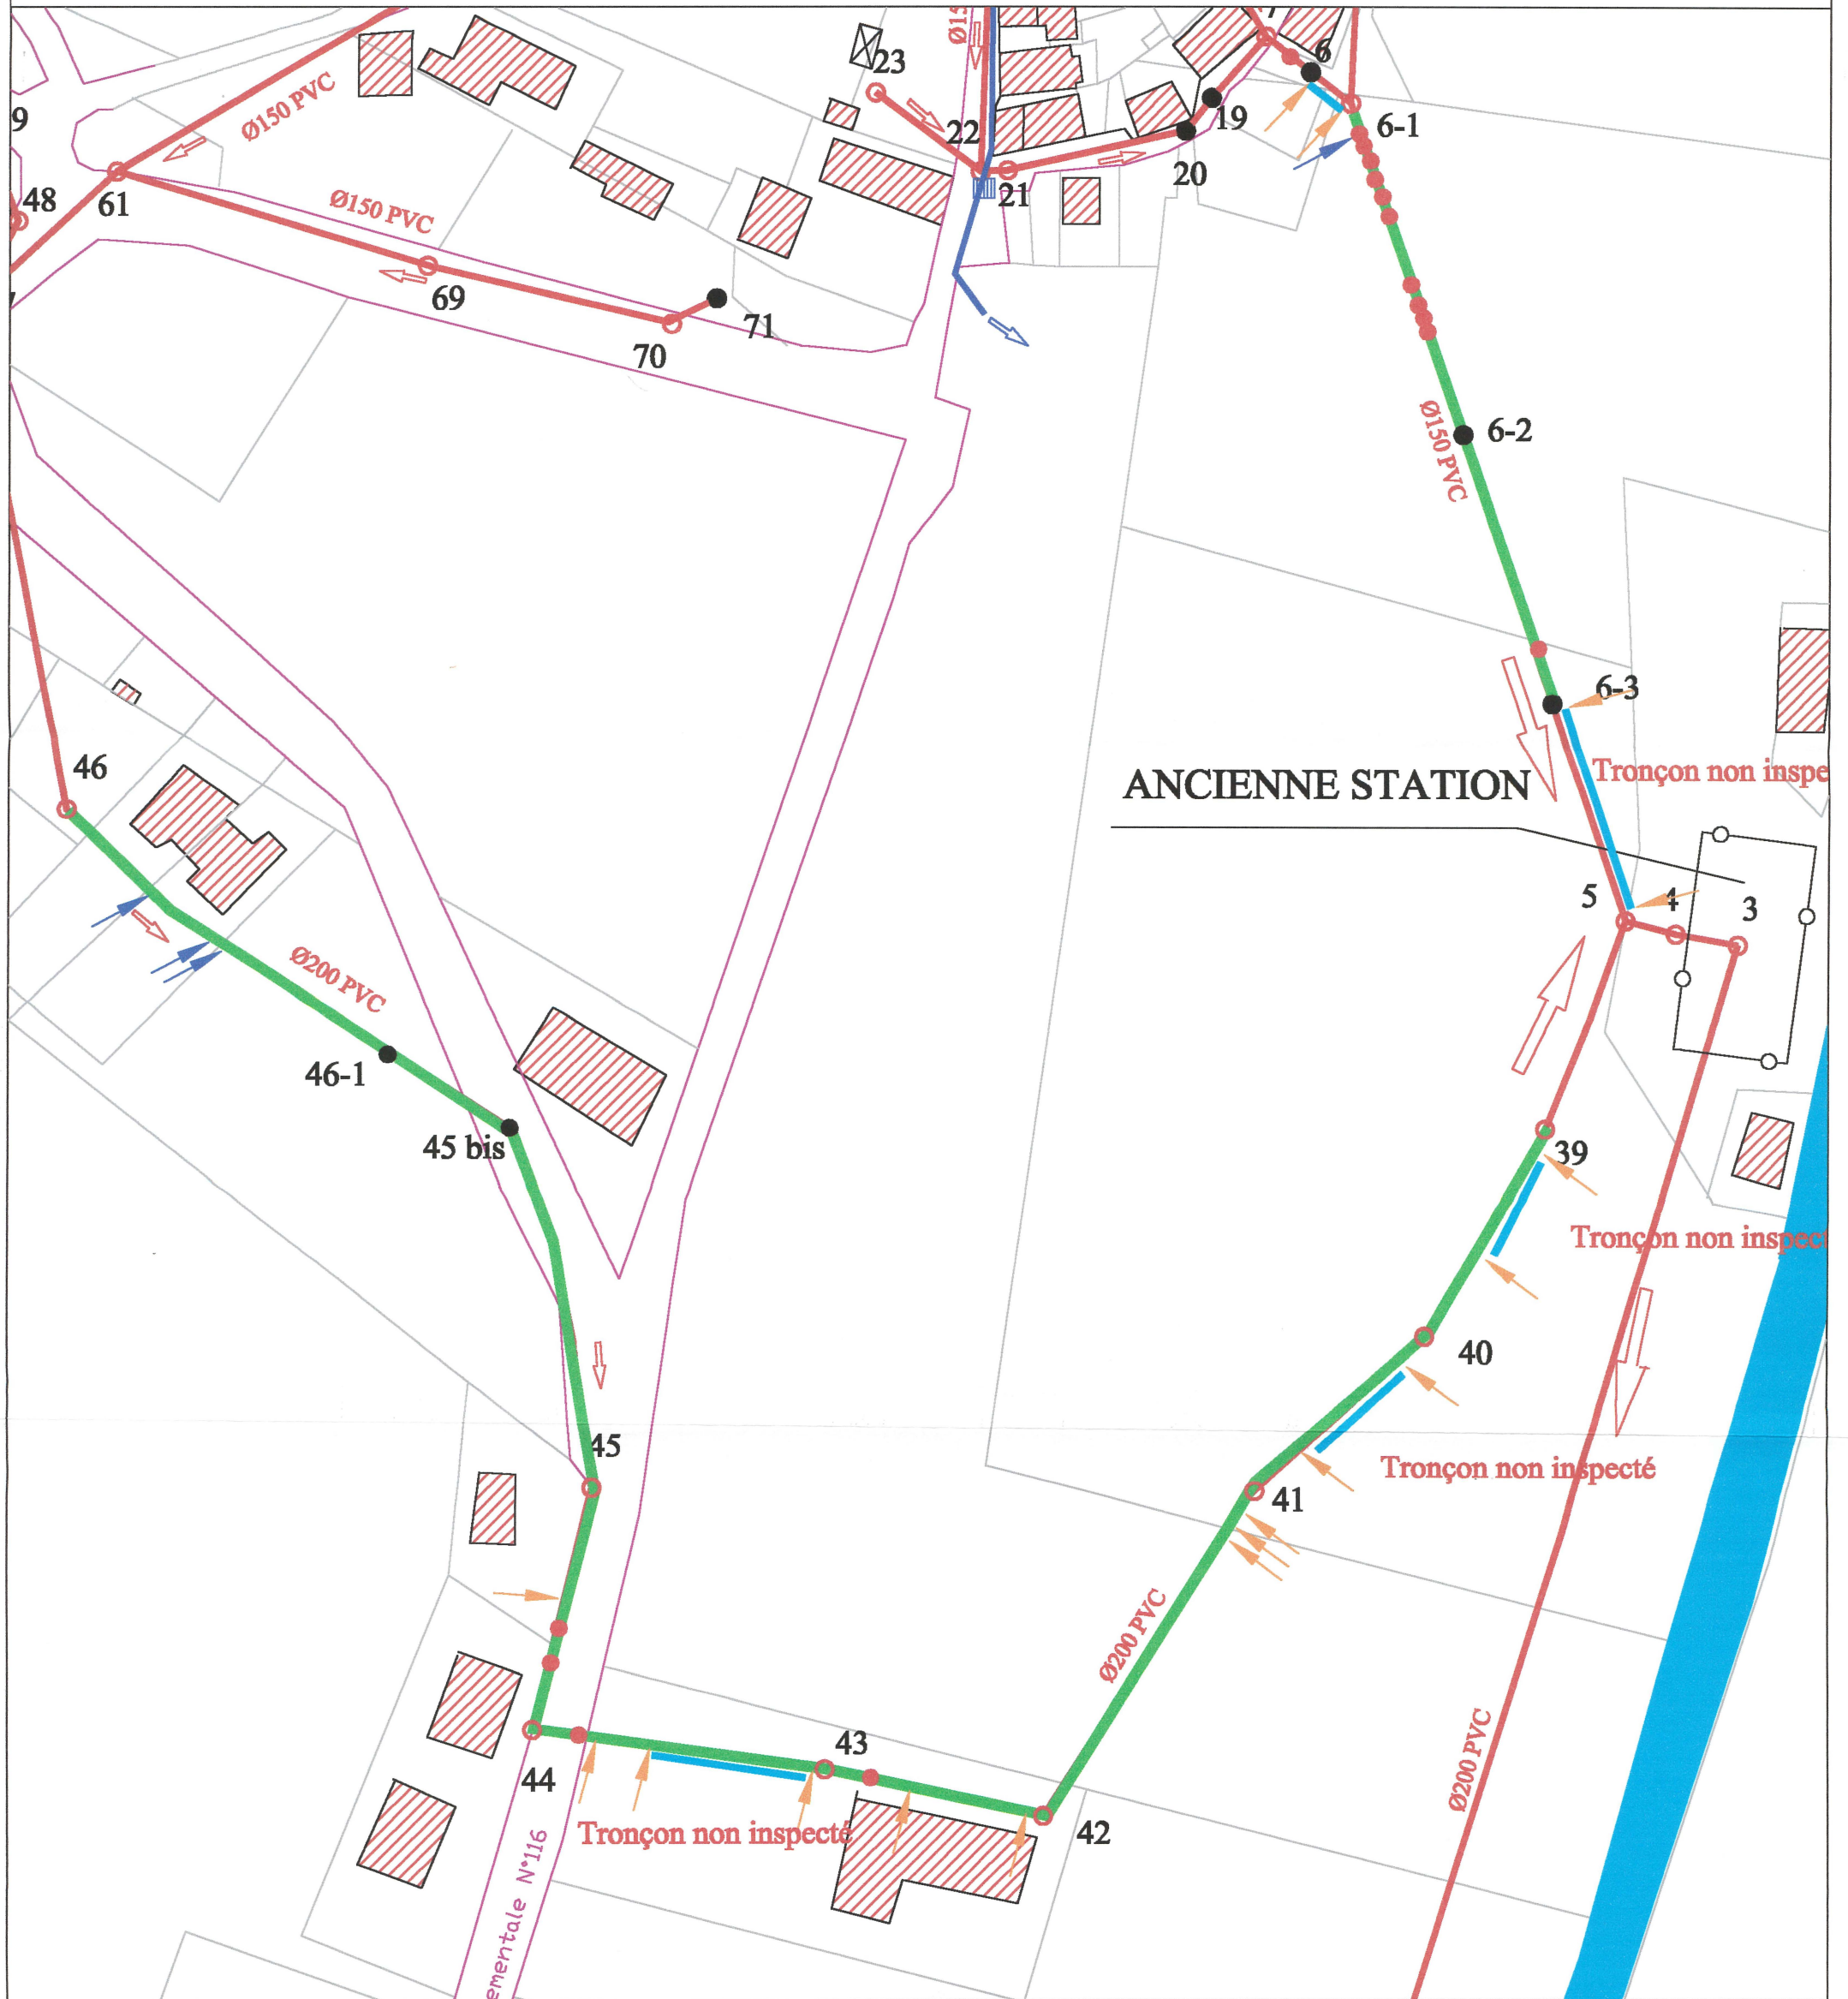 7
6
23
Ø15
Ø150 PVC
9
22
19
6-1
48
61
Ø150 PVC
21
20
69
71
70
Ø150 PVC
6-2
6-3
46
ANCIENNE STATION
Tronçon non inspe
5
4
3
Ø200 PVC
46-1
45 bis
39
Tronçon non inspect
40
45
Tronçon non inspecté
41
Ø200 PVC
43
44
Tronçon non inspecté
42
Ø200 PVC
ementale N°116